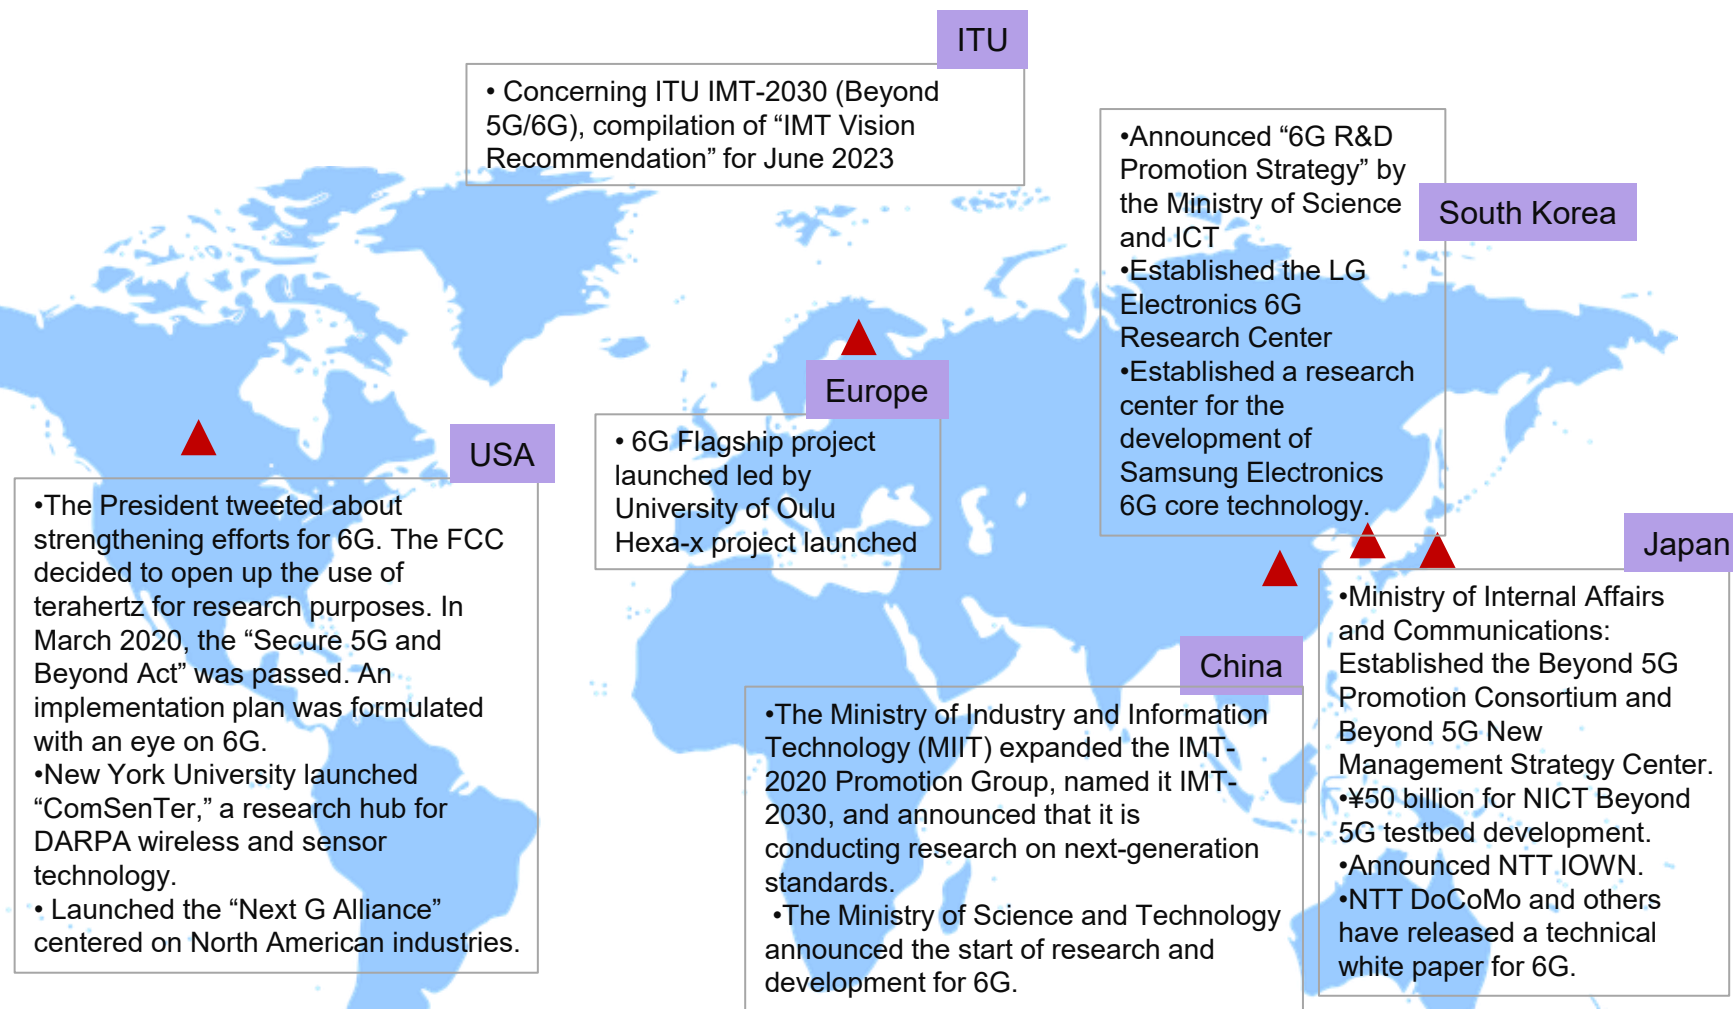 ITU
• Concerning ITU IMT-2030 (Beyond
5G/6G), compilation of “IMT Vision
Recommendation” for June 2023
South Korea
•Announced “6G R&D
Promotion Strategy” by
the Ministry of Science
and ICT
•Established the LG
Electronics 6G
Research Center
•Established a research
center for the
development of
Samsung Electronics
6G core technology.
Europe
• 6G Flagship project
launched led by
University of Oulu
Hexa-x project launched
USA
•The President tweeted about
strengthening efforts for 6G. The FCC
decided to open up the use of
terahertz for research purposes. In
March 2020, the “Secure 5G and
Beyond Act” was passed. An
implementation plan was formulated
with an eye on 6G.
•New York University launched
“ComSenTer,” a research hub for
DARPA wireless and sensor
technology.
• Launched the “Next G Alliance”
centered on North American industries.
China
•The Ministry of Industry and Information
Technology (MIIT) expanded the IMT-
2020 Promotion Group, named it IMT-
2030, and announced that it is
conducting research on next-generation
standards.
•The Ministry of Science and Technology
announced the start of research and
development for 6G.
Japan
•Ministry of Internal Affairs
and Communications:
Established the Beyond 5G
Promotion Consortium and
Beyond 5G New
Management Strategy Center.
•¥50 billion for NICT Beyond
5G testbed development.
•Announced NTT IOWN.
•NTT DoCoMo and others
have released a technical
white paper for 6G.